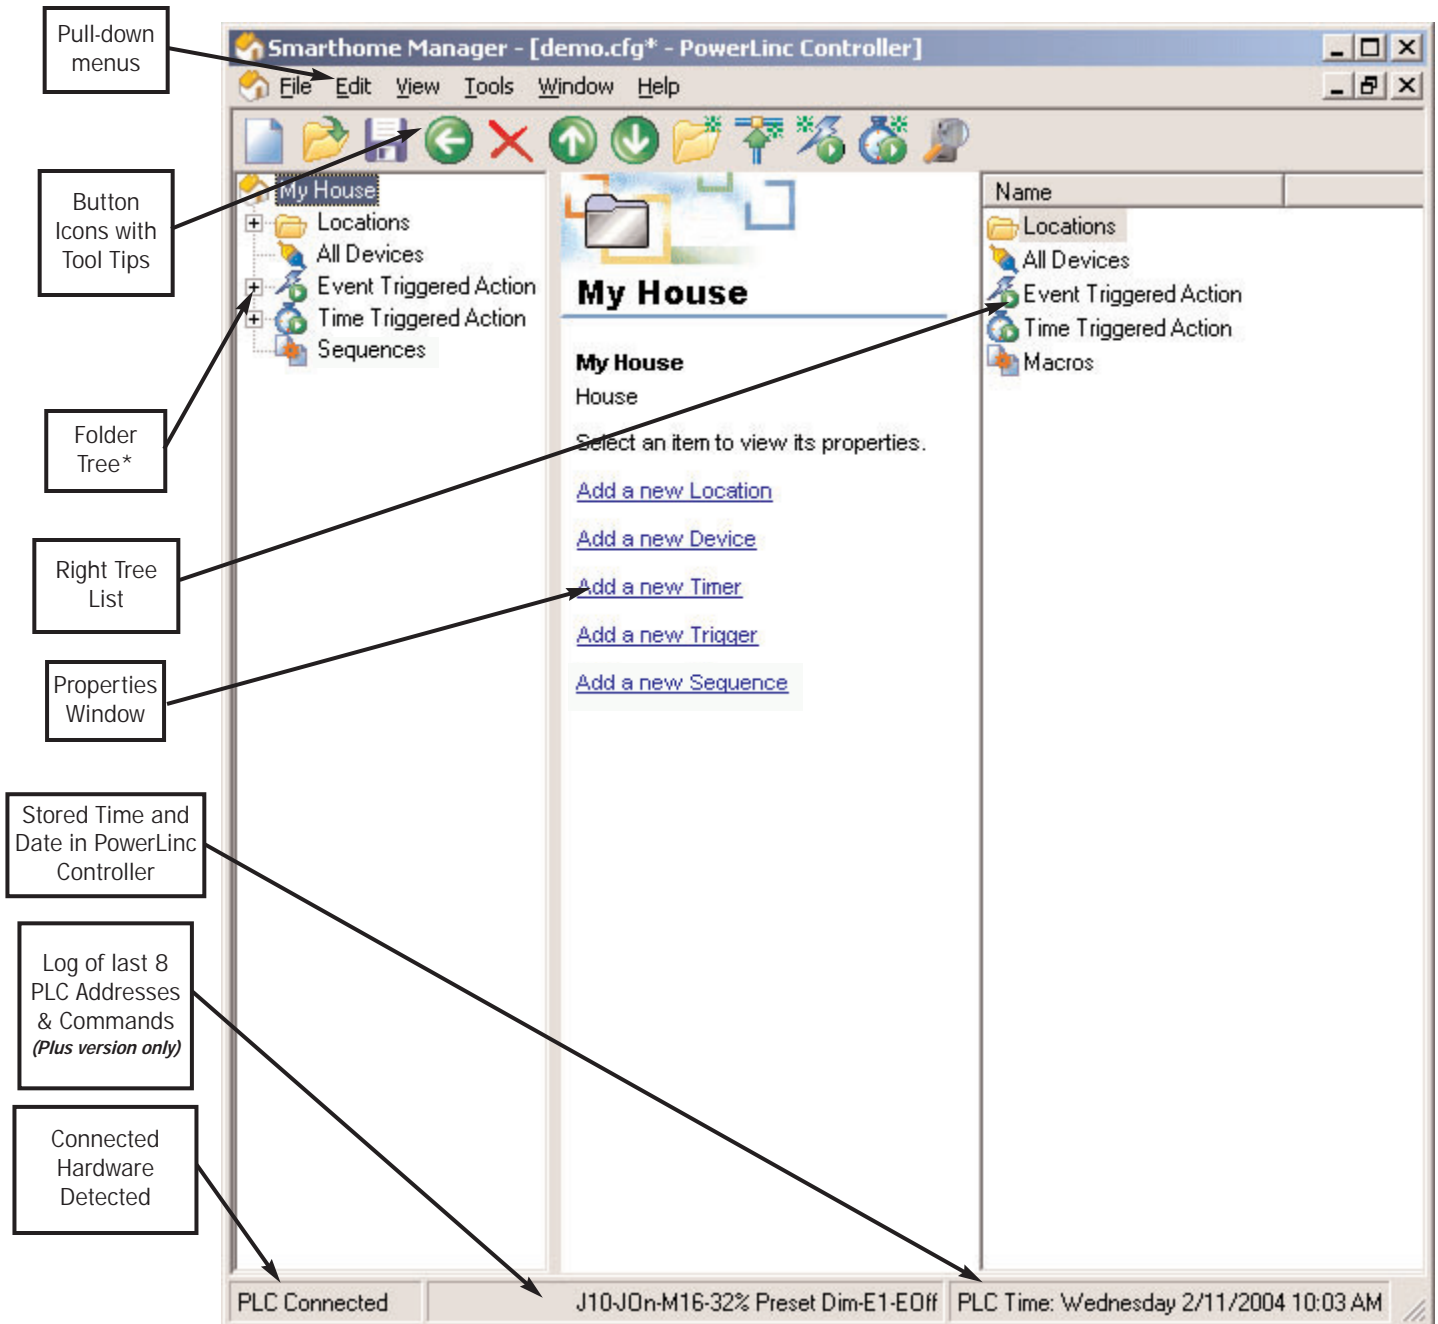 Pull-down
menus
Button
Icons with
Tool Tips
Folder
Tree*
Right Tree
List
Properties
Window
Stored Time and
Date in PowerLinc
Controller
Log of last 8
PLC Addresses
& Commands
(Plus version only)
Connected
Hardware
Detected
Smarthome Manager - [demo.cfg* - PowerLinc Controller]
File Edit View Tools Window Help
My House
Locations
All Devices
Event Triggered Action
Time Triggered Action
Sequences
My House
My House
House
Select an item to view its properties.
Add a new Location
Add a new Device
Add a new Timer
Add a new Trigger
Add a new Sequence
Name
Locations
All Devices
Event Triggered Action
Time Triggered Action
Macros
PLC Connected
J10-JOn-M16-32% Preset Dim-E1-EOff
PLC Time: Wednesday 2/11/2004 10:03 AM